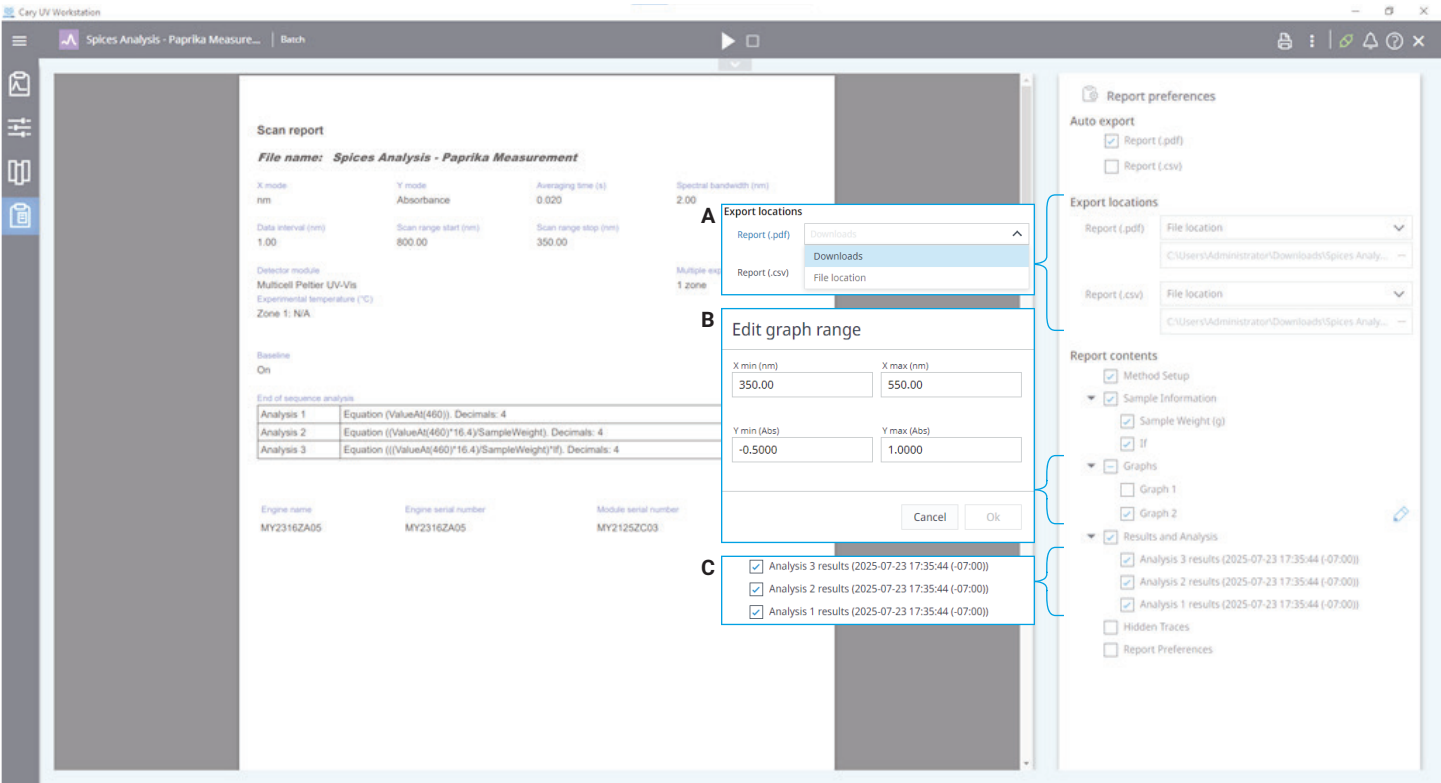 Cary UV Workstation
Spices Analysis - Paprika Measure... | Batch
Scan report
File name: Spices Analysis - Paprika Measurement
X mode Y mode Averaging time (s) Spectral bandwidth (nm)
nm Absorbance 0.020 2.00
Data interval (nm) Scan range start (nm) Scan range stop (nm)
1.00 800.00 350.00
Detector module Multiple exp
Multicell Peltier UV-Vis 1 zone
Experimental temperature (°C)
Zone 1: N/A
Baseline
On
End of sequence analysis
Analysis 1 Equation (ValueAt(460)). Decimals: 4
Analysis 2 Equation ((ValueAt(460)*16.4)/SampleWeight). Decimals: 4
Analysis 3 Equation (((ValueAt(460)*16.4)/SampleWeight)*If). Decimals: 4
Engine name Engine serial number Module serial number
MY2316ZA05 MY2316ZA05 MY2125ZC03
A
Export locations
Report (.pdf) Downloads
Downloads
Report (.csv) File location
B
Edit graph range
X min (nm) X max (nm)
350.00 550.00
Y min (Abs) Y max (Abs)
-0.5000 1.0000
Cancel Ok
C
Analysis 3 results (2025-07-23 17:35:44 (-07:00))
Analysis 2 results (2025-07-23 17:35:44 (-07:00))
Analysis 1 results (2025-07-23 17:35:44 (-07:00))
Report preferences
Auto export
Report (.pdf)
Report (.csv)
Export locations
Report (.pdf) File location
C:\Users\Administrator\Downloads\Spices Analy...
Report (.csv) File location
C:\Users\Administrator\Downloads\Spices Analy...
Report contents
Method Setup
Sample Information
Sample Weight (g)
If
Graphs
Graph 1
Graph 2
Results and Analysis
Analysis 3 results (2025-07-23 17:35:44 (-07:00))
Analysis 2 results (2025-07-23 17:35:44 (-07:00))
Analysis 1 results (2025-07-23 17:35:44 (-07:00))
Hidden Traces
Report Preferences